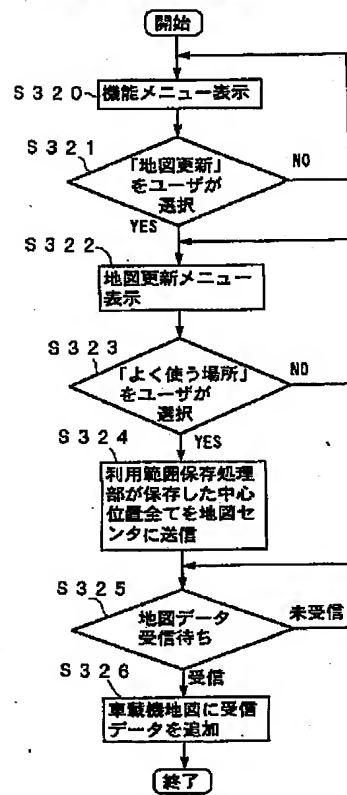 開始
S320
機能メニュー表示
S321
「地図更新」
をユーザが
選択
NO
YES
S322
地図更新メニュー
表示
S323
「よく使う場所」
をユーザが
選択
NO
YES
S324
利用範囲保存処理
部が保存した中心
位置全てを地図セ
ンタに送信
S325
地図データ
受信待ち
未受信
受信
S326
車載機地図に受信
データを追加
終了